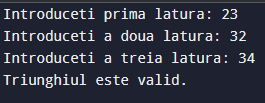 Introduceti prima latura: 23
Introduceti a doua latura: 32
Introduceti a treia latura: 34
Triunghiul este valid.